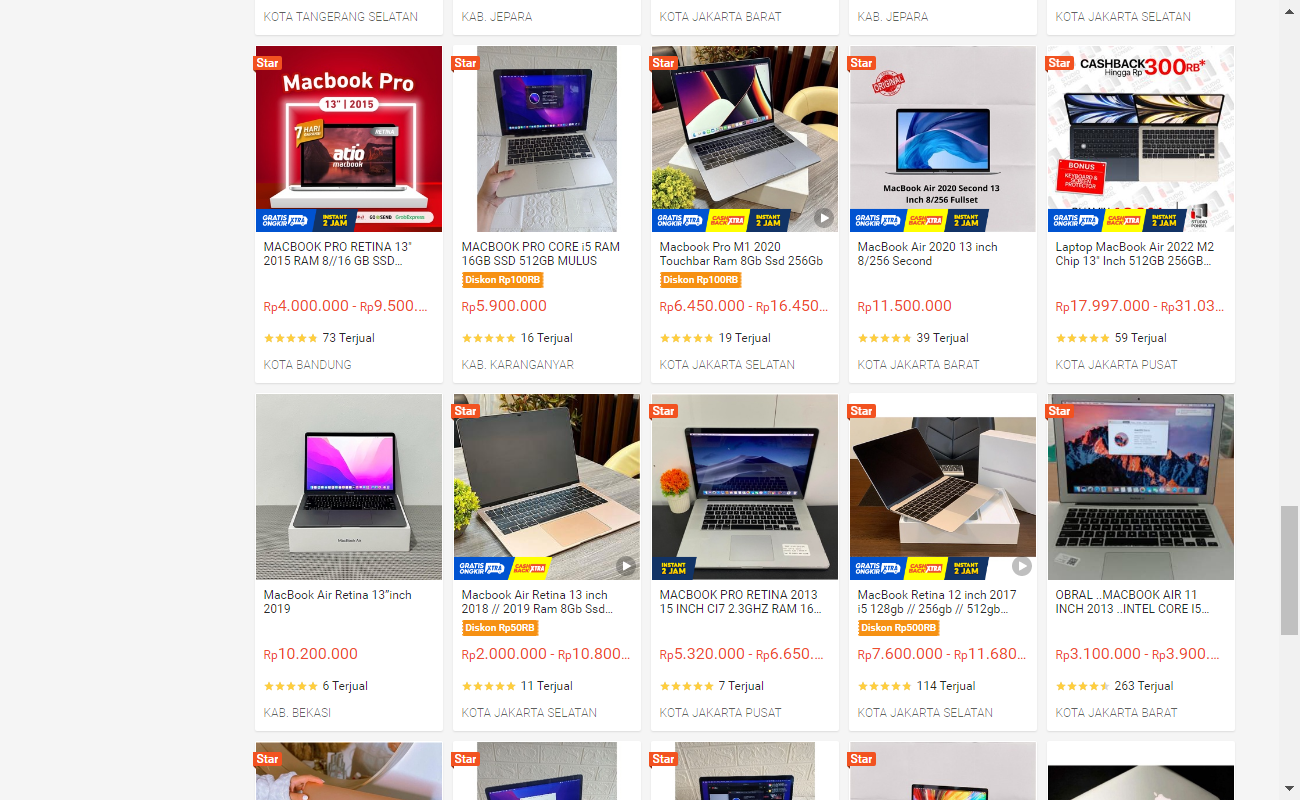 KOTA TANGERANG SELATAN
KAB. JEPARA
KOTA JAKARTA BARAT
KAB. JEPARA
KOTA JAKARTA SELATAN
Star
Macbook Pro
13" | 2015
7 HARI
RETINA
atio
macbook
GRATIS ONGKIR XTRA
INSTANT 2 JAM
GrabExpress
MACBOOK PRO RETINA 13"
2015 RAM 8//16 GB SSD...
Rp4.000.000 - Rp9.500....
73 Terjual
KOTA BANDUNG
Star
MACBOOK PRO CORE i5 RAM
16GB SSD 512GB MULUS
Diskon Rp100RB
Rp5.900.000
16 Terjual
KAB. KARANGANYAR
Star
GRATIS ONGKIR XTRA
CASHBACK XTRA
INSTANT 2 JAM
Macbook Pro M1 2020
Touchbar Ram 8Gb Ssd 256Gb
Diskon Rp100RB
Rp6.450.000 - Rp16.450...
19 Terjual
KOTA JAKARTA SELATAN
Star
ORIGINAL
MacBook Air 2020 Second 13
Inch 8/256 Fullset
GRATIS ONGKIR XTRA
CASHBACK XTRA
INSTANT 2 JAM
MacBook Air 2020 13 inch
8/256 Second
Rp11.500.000
39 Terjual
KOTA JAKARTA BARAT
Star
CASHBACK
Hingga Rp 300RB*
BONUS
KEYBOARD &
SCREEN
PROTECTOR
GRATIS ONGKIR XTRA
CASHBACK XTRA
INSTANT 2 JAM
STUDIO
PONSEL
Laptop MacBook Air 2022 M2
Chip 13" Inch 512GB 256GB...
Rp17.997.000 - Rp31.03...
59 Terjual
KOTA JAKARTA PUSAT
MacBook Air
MacBook Air Retina 13”inch
2019
Rp10.200.000
6 Terjual
KAB. BEKASI
Star
GRATIS ONGKIR XTRA
CASHBACK XTRA
Macbook Air Retina 13 inch
2018 // 2019 Ram 8Gb Ssd...
Diskon Rp50RB
Rp2.000.000 - Rp10.800...
11 Terjual
KOTA JAKARTA SELATAN
Star
INSTANT 2 JAM
MACBOOK PRO RETINA 2013
15 INCH CI7 2.3GHZ RAM 16...
Rp5.320.000 - Rp6.650....
7 Terjual
KOTA JAKARTA PUSAT
Star
GRATIS ONGKIR XTRA
CASHBACK XTRA
INSTANT 2 JAM
MacBook Retina 12 inch 2017
i5 128gb // 256gb // 512gb...
Diskon Rp500RB
Rp7.600.000 - Rp11.680...
114 Terjual
KOTA JAKARTA SELATAN
Star
OBRAL ..MACBOOK AIR 11
INCH 2013 ..INTEL CORE I5...
Rp3.100.000 - Rp3.900....
263 Terjual
KOTA JAKARTA BARAT
Star
Star
Star
Star